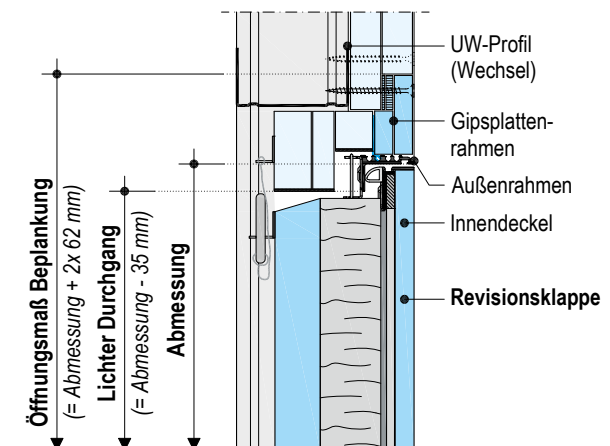 UW-Profil
(Wechsel)
Gipsplatten-
rahmen
Außenrahmen
Innendeckel
Revisionsklappe
Öffnungsmaß Beplankung
(= Abmessung + 2x 62 mm)
Lichter Durchgang
(= Abmessung - 35 mm)
Abmessung